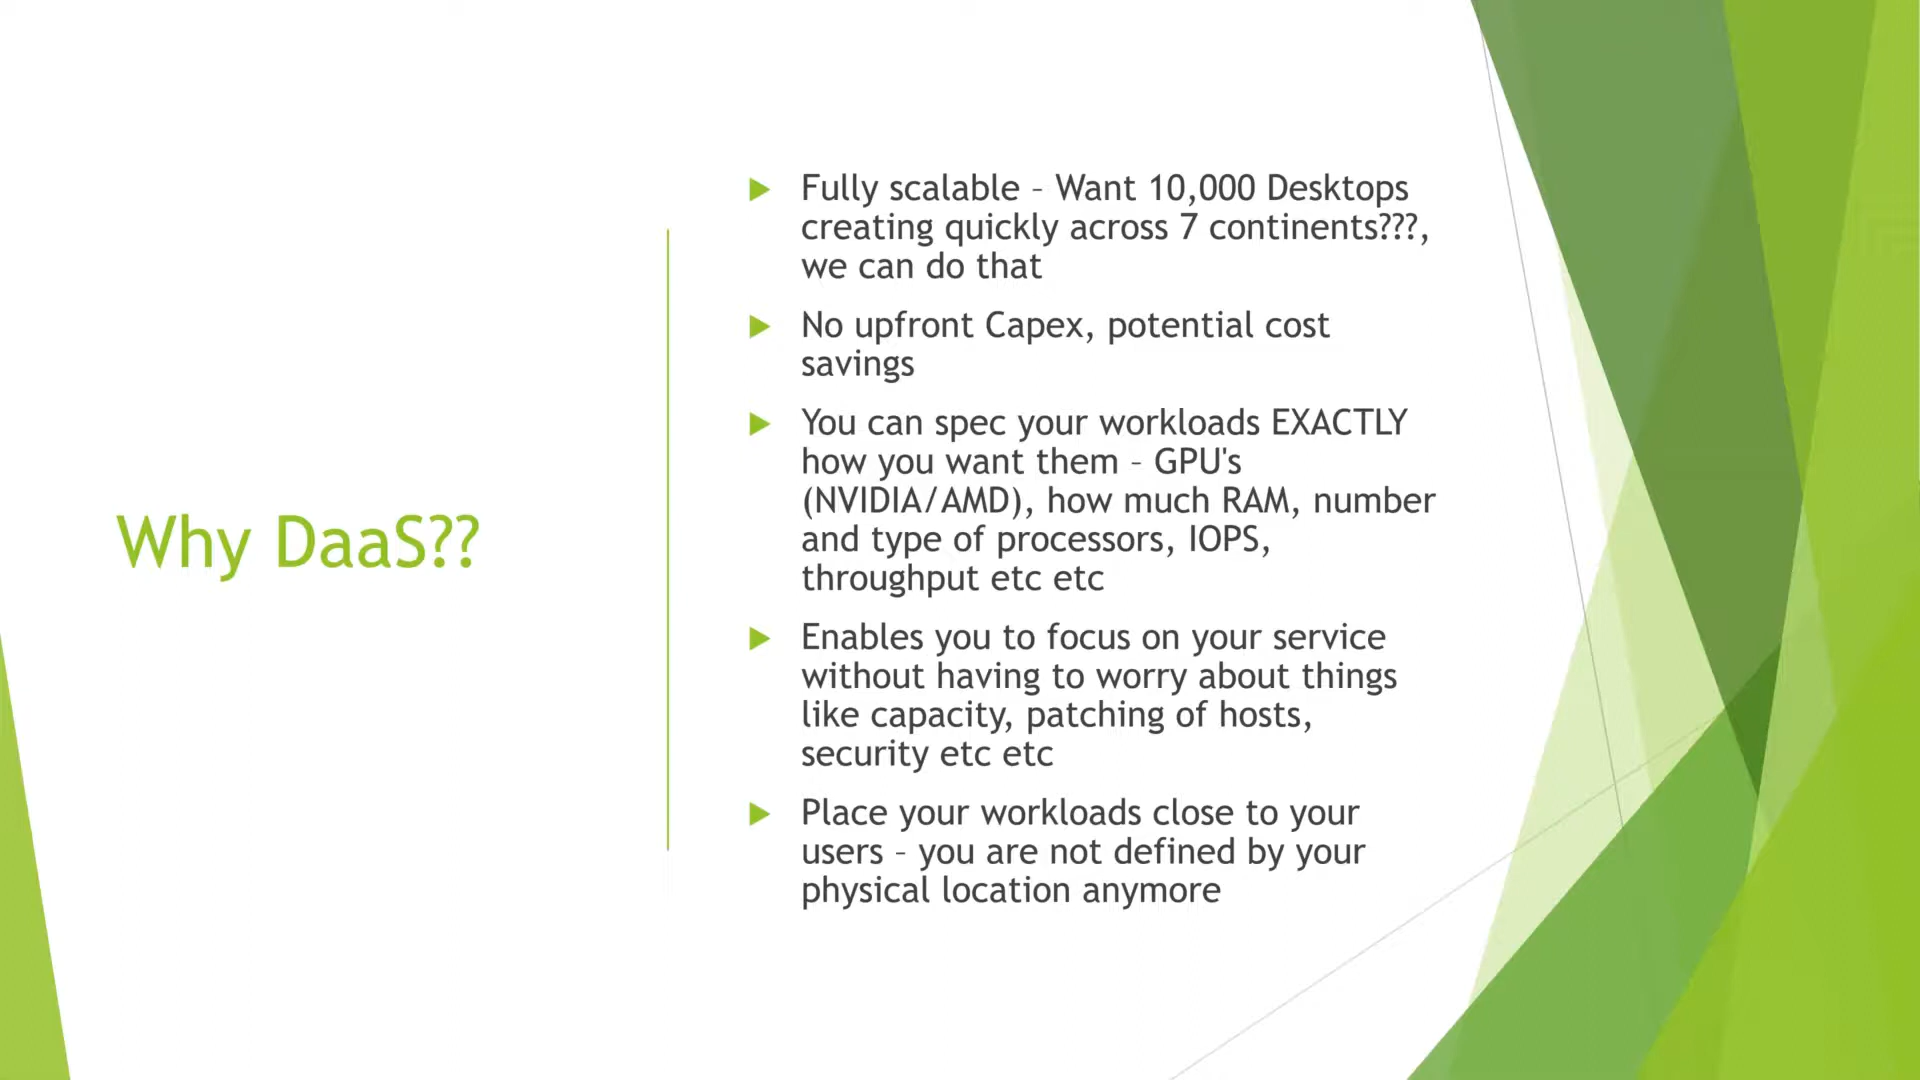 Why DaaS??
Fully scalable – Want 10,000 Desktops
creating quickly across 7 continents???,
we can do that
No upfront Capex, potential cost
savings
You can spec your workloads EXACTLY
how you want them – GPU's
(NVIDIA/AMD), how much RAM, number
and type of processors, IOPS,
throughput etc etc
Enables you to focus on your service
without having to worry about things
like capacity, patching of hosts,
security etc etc
Place your workloads close to your
users – you are not defined by your
physical location anymore